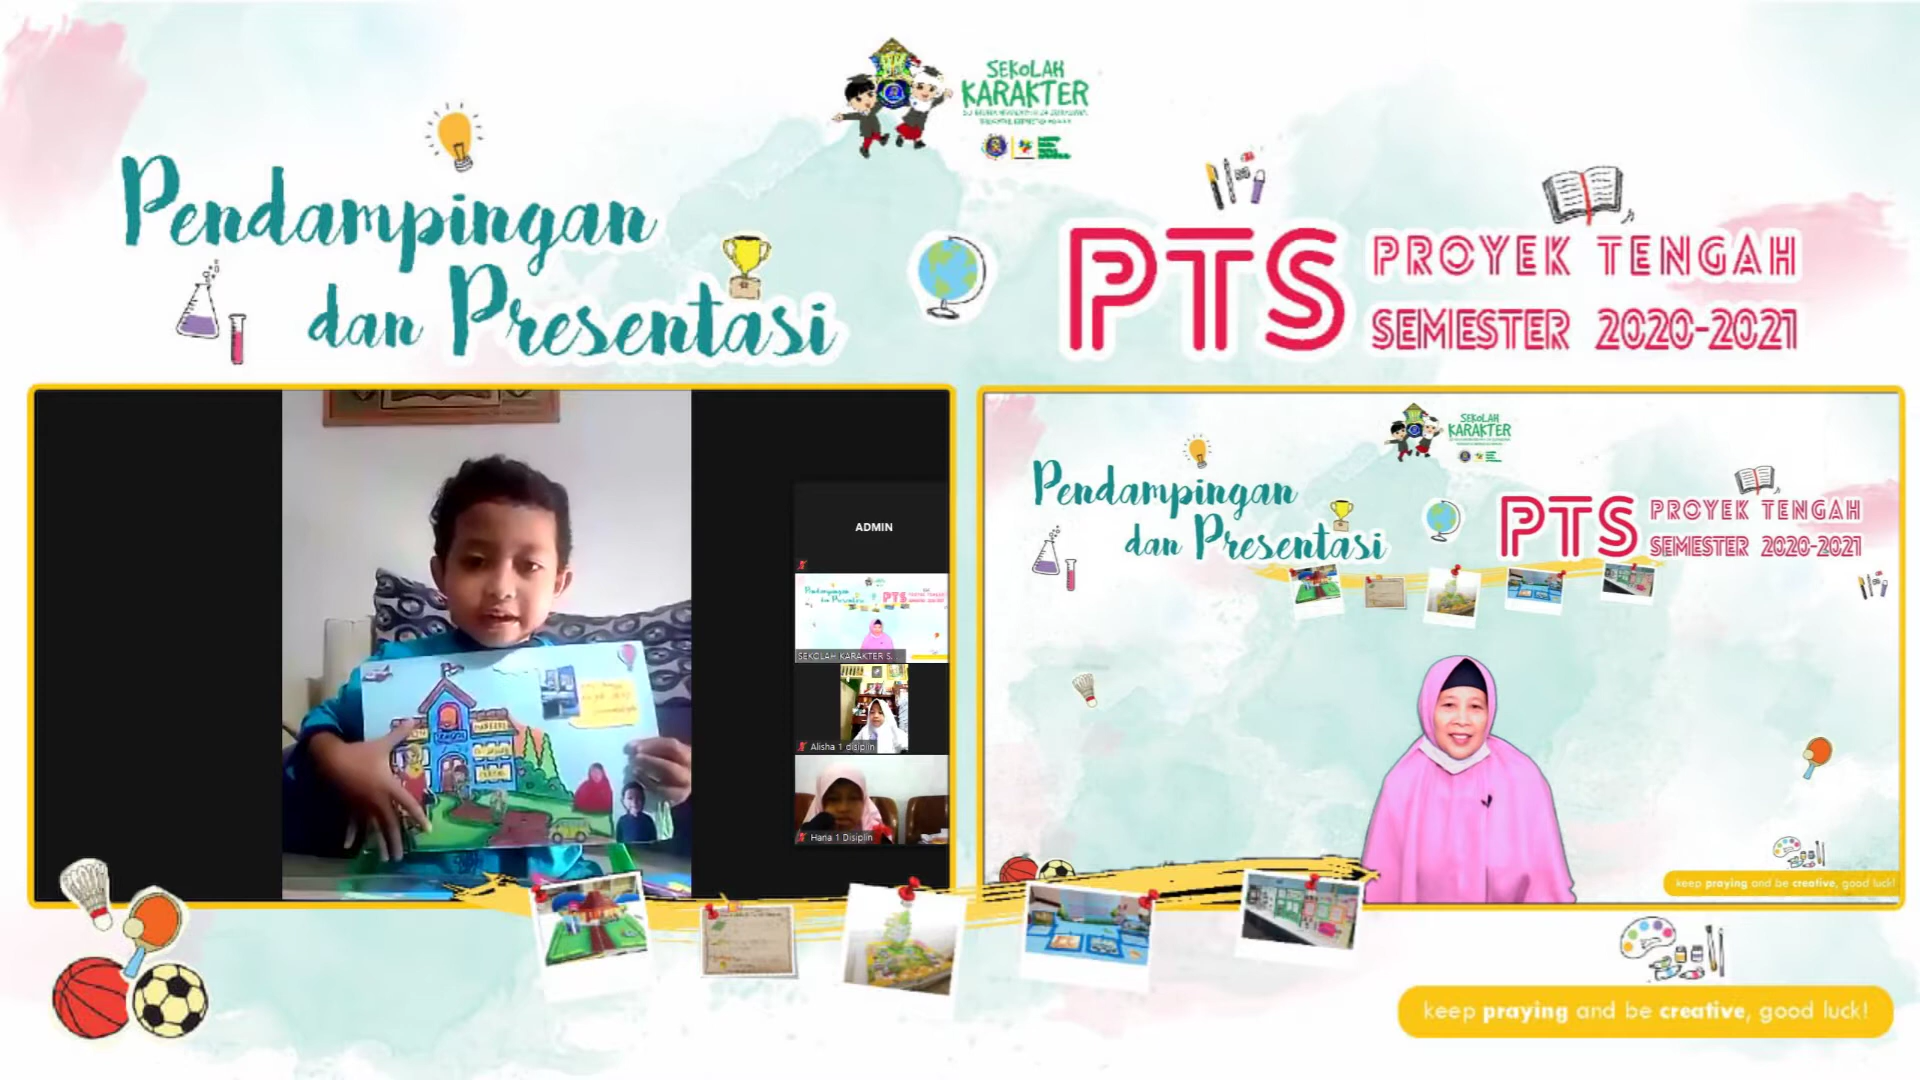 SEKOLAH
KARAKTER
Pendampingan
dan Presentasi
PTS
PROYEK TENGAH
SEMESTER 2020-2021
ADMIN
SEKOLAH KARAKTER S...
Alisha 1 disiplin
Hana 1 Disiplin
SEKOLAH
KARAKTER
Pendampingan
dan Presentasi
PTS
PROYEK TENGAH
SEMESTER 2020-2021
keep praying and be creative, good luck!
keep praying and be creative, good luck!